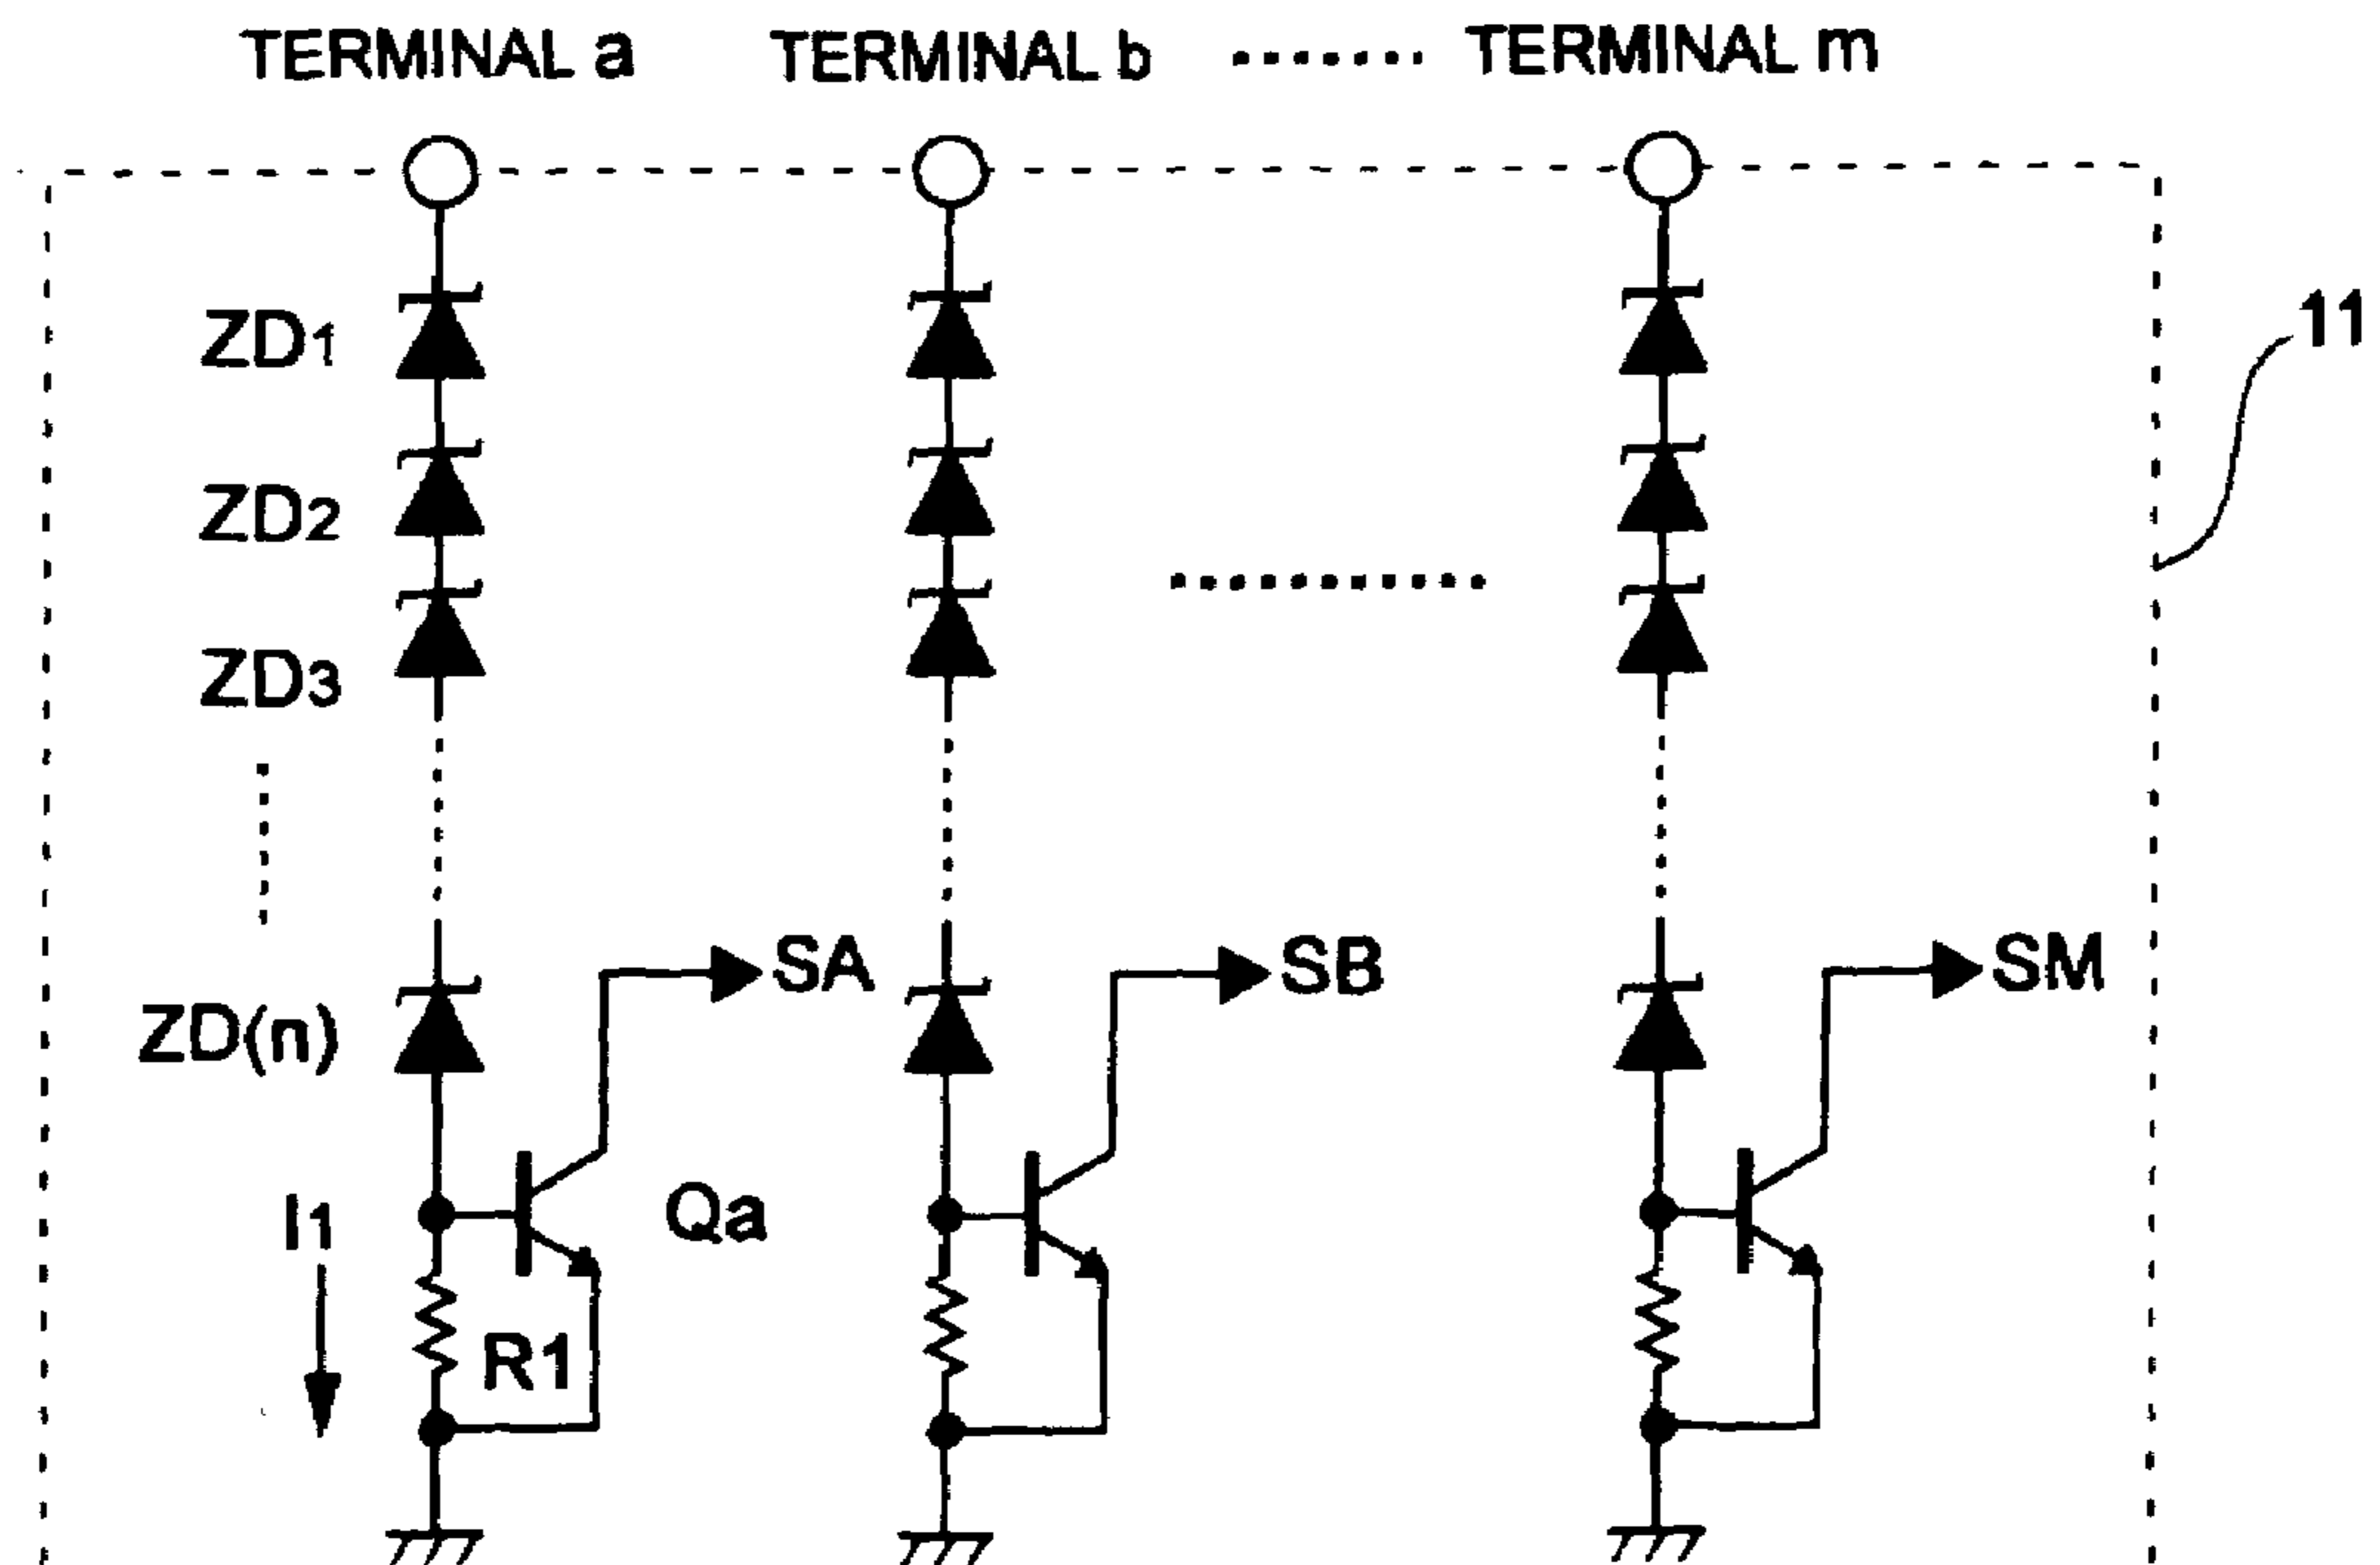 TERMINAL a TERMINAL b ....... TERMINAL m
11
ZD1
ZD2
ZD3
SA
SB
SM
ZD(n)
I1
Qa
R1